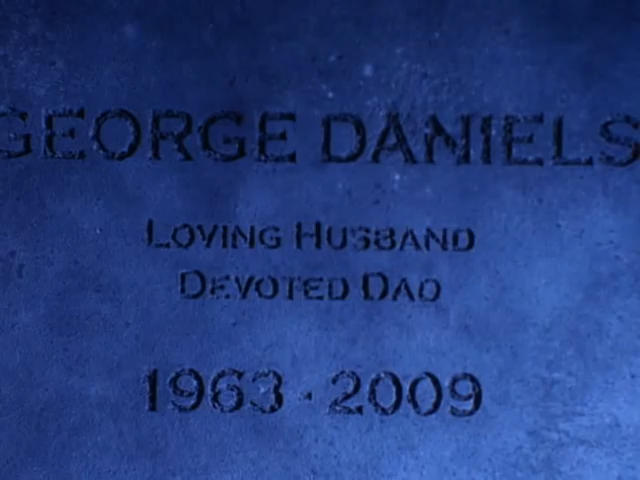 GEORGE DANIELS
LOVING HUSBAND
DEVOTED DAD
1963 - 2009